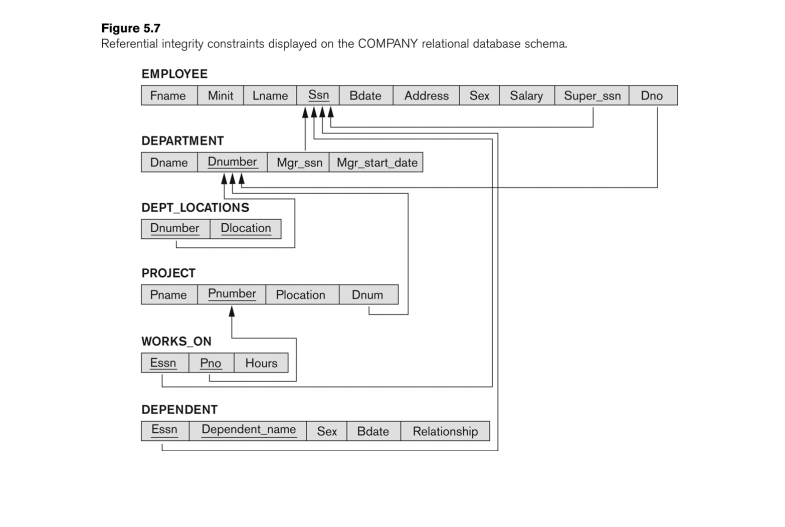 Figure 5.7
Referential integrity constraints displayed on the COMPANY relational database schema.
EMPLOYEE
Fname Minit Lname Ssn Bdate Address Sex Salary Super_ssn Dno
DEPARTMENT
Dname Dnumber Mgr_ssn Mgr_start_date
DEPT_LOCATIONS
Dnumber Dlocation
PROJECT
Pname Pnumber Plocation Dnum
WORKS_ON
Essn Pno Hours
DEPENDENT
Essn Dependent_name Sex Bdate Relationship